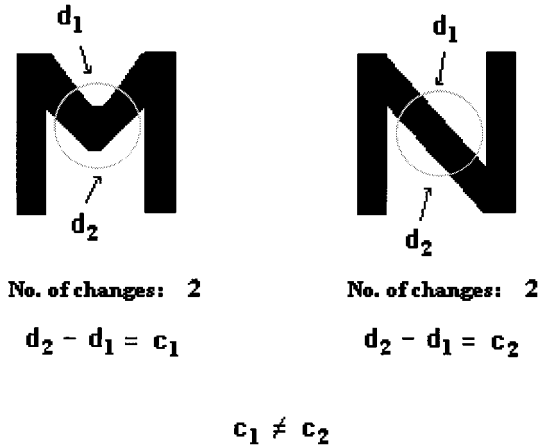 d₁ d₁
M N
d₂ d₂
No. of changes: 2 No. of changes: 2
d₂ - d₁ = c₁ d₂ - d₁ = c₂
c₁ ≠ c₂